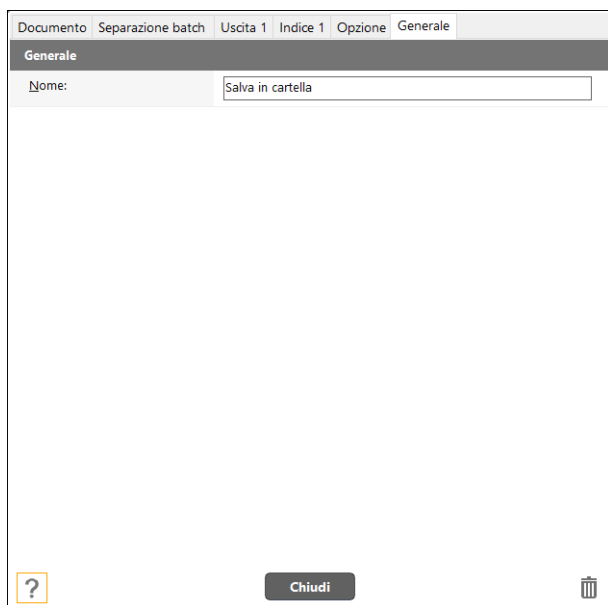 Documento Separazione batch Uscita 1 Indice 1 Opzione Generale
Generale
Nome: Salva in cartella
? Chiudi